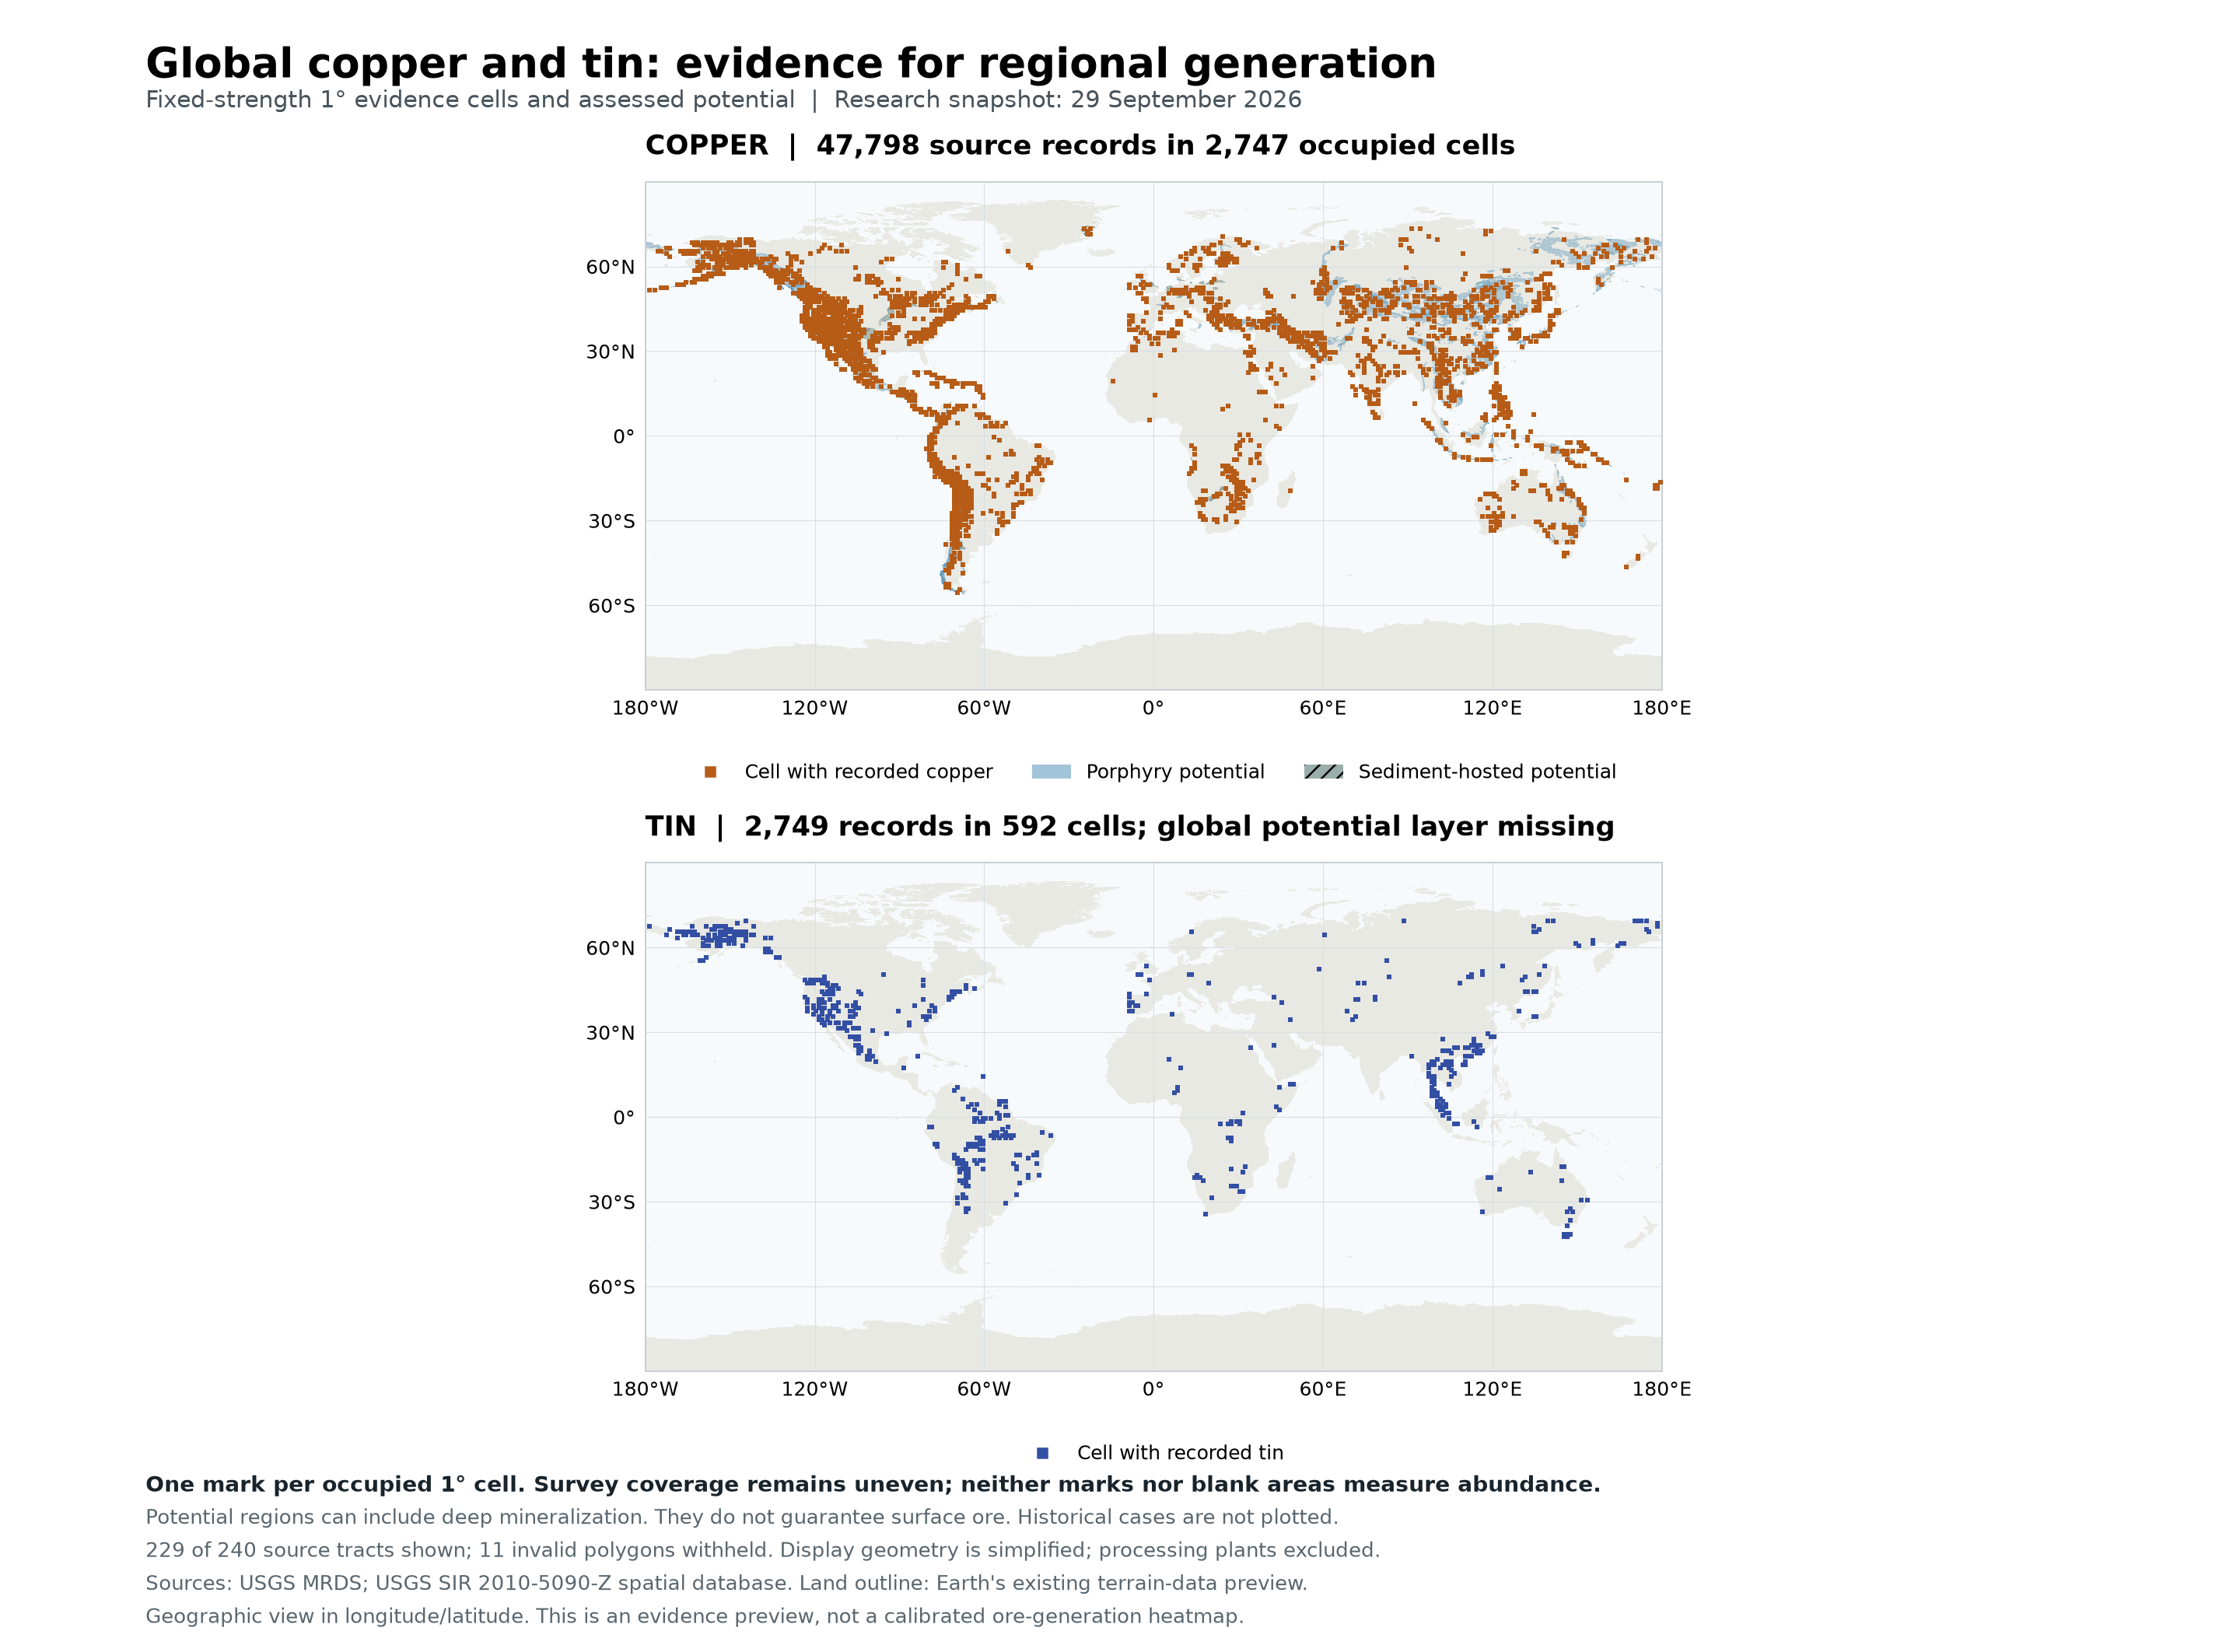 Global copper and tin: evidence for regional generation
Fixed-strength 1° evidence cells and assessed potential | Research snapshot: 29 September 2026
COPPER | 47,798 source records in 2,747 occupied cells
60°N
30°N
0°
30°S
60°S
180°W 120°W 60°W 0° 60°E 120°E 180°E
Cell with recorded copper Porphyry potential Sediment-hosted potential
TIN | 2,749 records in 592 cells; global potential layer missing
60°N
30°N
0°
30°S
60°S
180°W 120°W 60°W 0° 60°E 120°E 180°E
Cell with recorded tin
One mark per occupied 1° cell. Survey coverage remains uneven; neither marks nor blank areas measure abundance.
Potential regions can include deep mineralization. They do not guarantee surface ore. Historical cases are not plotted.
229 of 240 source tracts shown; 11 invalid polygons withheld. Display geometry is simplified; processing plants excluded.
Sources: USGS MRDS; USGS SIR 2010-5090-Z spatial database. Land outline: Earth's existing terrain-data preview.
Geographic view in longitude/latitude. This is an evidence preview, not a calibrated ore-generation heatmap.